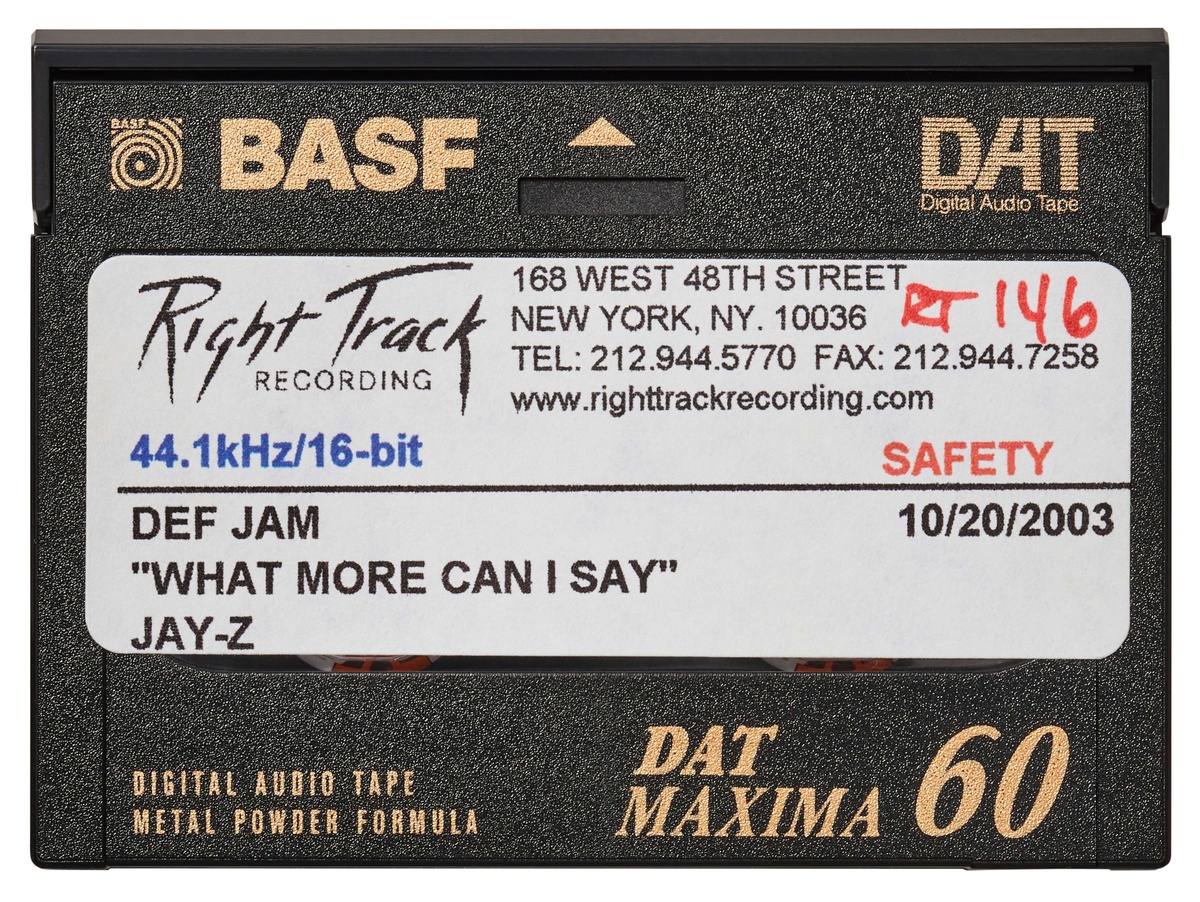 BASF
BASF
DAT
Digital Audio Tape
Right Track
RECORDING
168 WEST 48TH STREET
NEW YORK, NY. 10036
RT 146
TEL: 212.944.5770 FAX: 212.944.7258
www.righttrackrecording.com
44.1kHz/16-bit
SAFETY
DEF JAM
10/20/2003
"WHAT MORE CAN I SAY"
JAY-Z
DIGITAL AUDIO TAPE
METAL POWDER FORMULA
DAT
MAXIMA 60